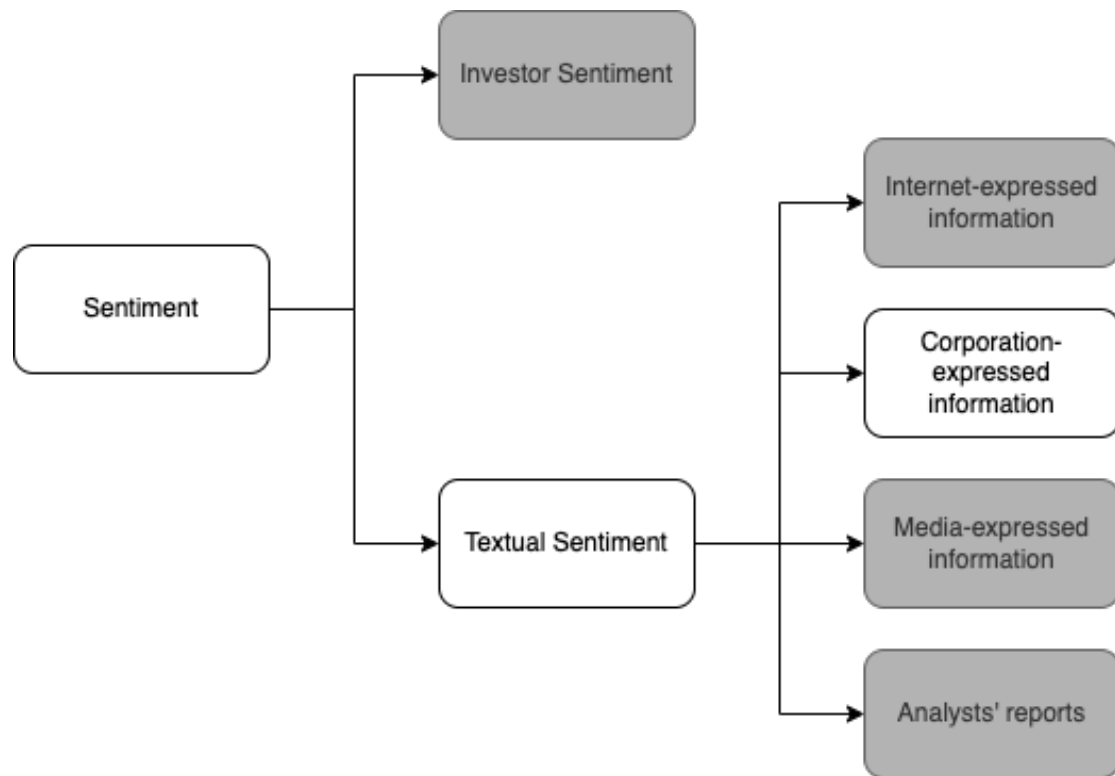 Investor Sentiment
Internet-expressed
information
Sentiment
Corporation-
expressed
information
Textual Sentiment
Media-expressed
information
Analysts' reports